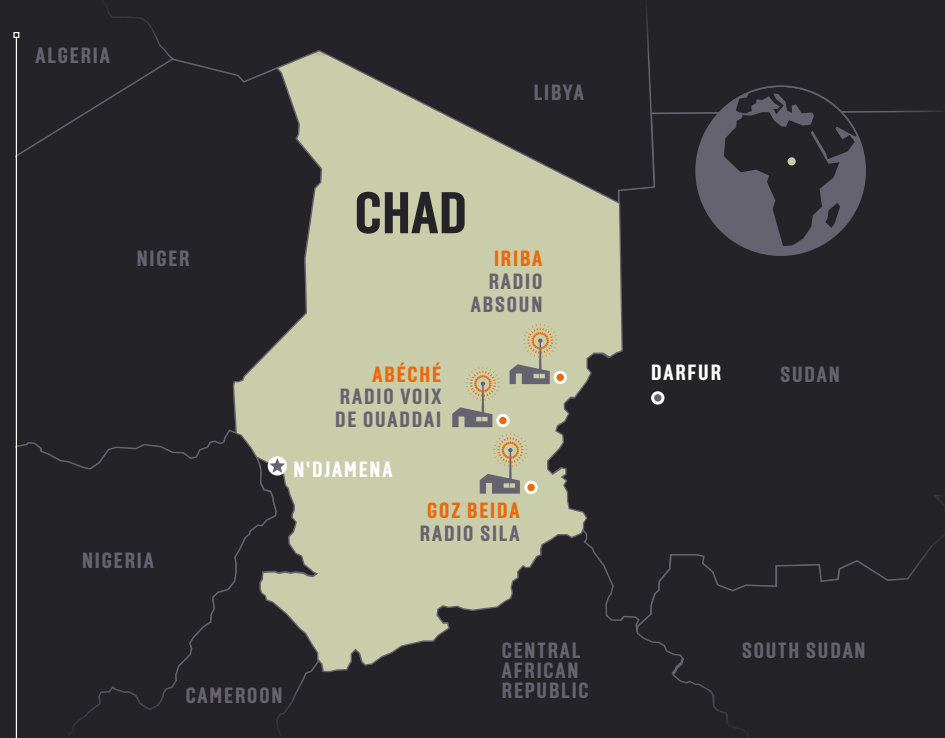 ALGERIA
LIBYA
CHAD
NIGER
IRIBA
RADIO
ABSOUN
DARFUR
SUDAN
ABÉCHÉ
RADIO VOIX
DE OUADDAI
N'DJAMENA
GOZ BEIDA
RADIO SILA
NIGERIA
CENTRAL
AFRICAN
REPUBLIC
SOUTH SUDAN
CAMEROON